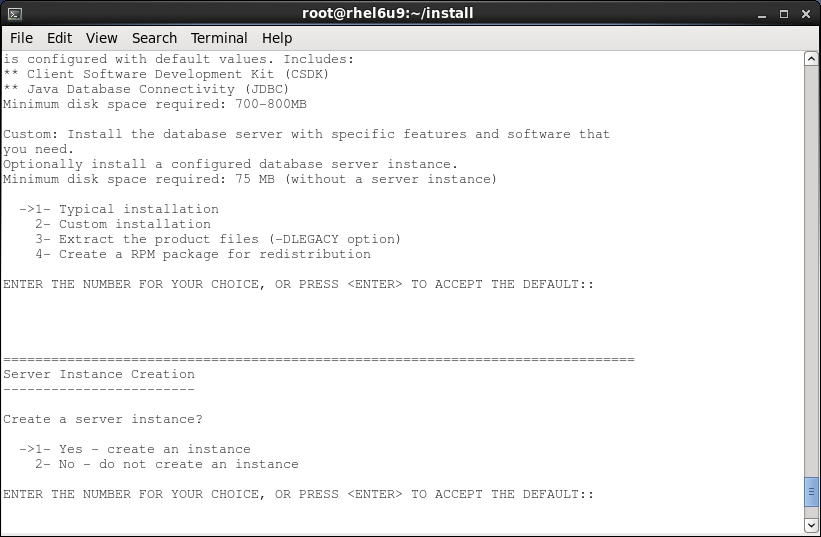 root@rhel6u9:~/install
File Edit View Search Terminal Help
is configured with default values. Includes:
** Client Software Development Kit (CSDK)
** Java Database Connectivity (JDBC)
Minimum disk space required: 700-800MB
Custom: Install the database server with specific features and software that
you need.
Optionally install a configured database server instance.
Minimum disk space required: 75 MB (without a server instance)
->1- Typical installation
2- Custom installation
3- Extract the product files (-DLEGACY option)
4- Create a RPM package for redistribution
ENTER THE NUMBER FOR YOUR CHOICE, OR PRESS <ENTER> TO ACCEPT THE DEFAULT::
===============================================================================
Server Instance Creation
------------------------
Create a server instance?
->1- Yes - create an instance
2- No - do not create an instance
ENTER THE NUMBER FOR YOUR CHOICE, OR PRESS <ENTER> TO ACCEPT THE DEFAULT::